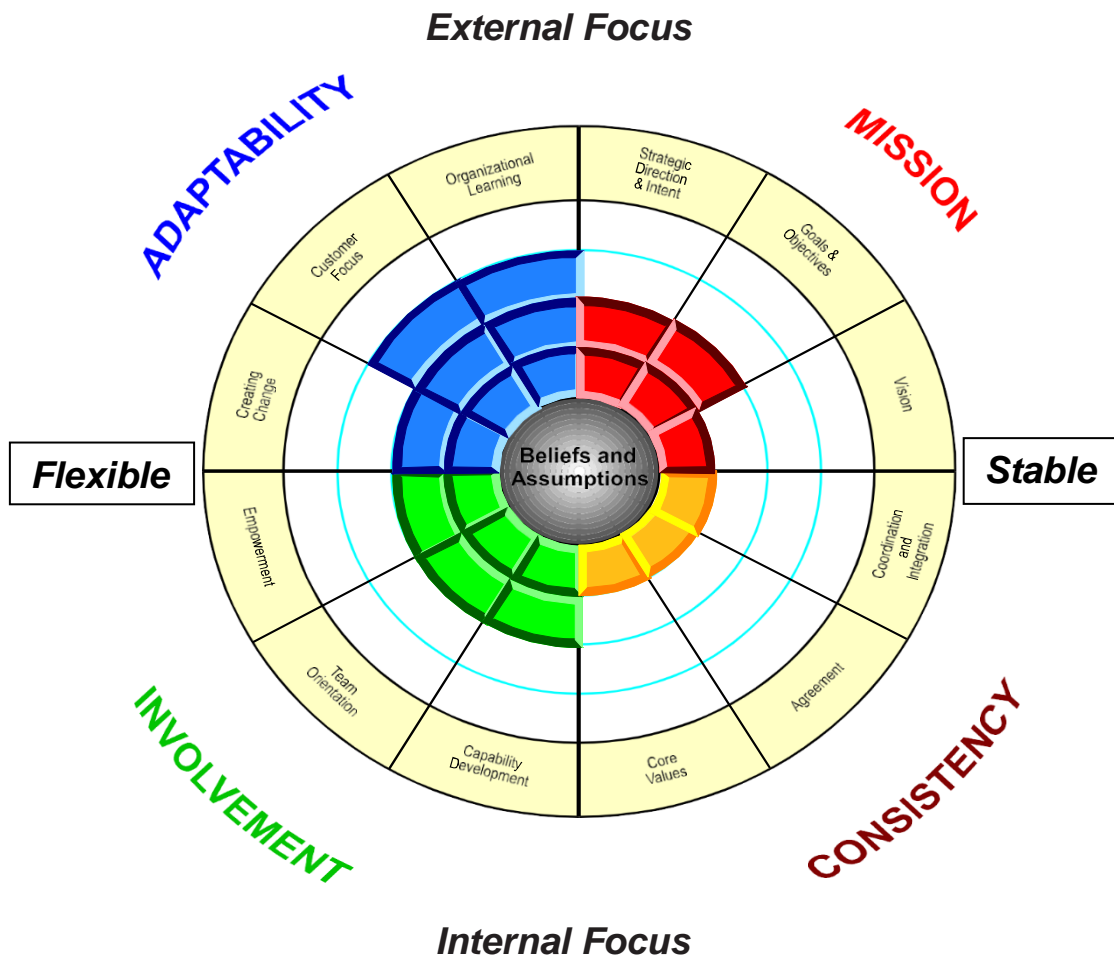 External Focus
ADAPTABILITY
MISSION
Organizational
Learning
Strategic
Direction
& Intent
Customer
Focus
Goals &
Objectives
Creating
Change
Vision
Flexible
Beliefs and
Assumptions
Stable
Empowerment
Coordination
and
Integration
Team
Orientation
Agreement
Capability
Development
Core
Values
INVOLVEMENT
CONSISTENCY
Internal Focus